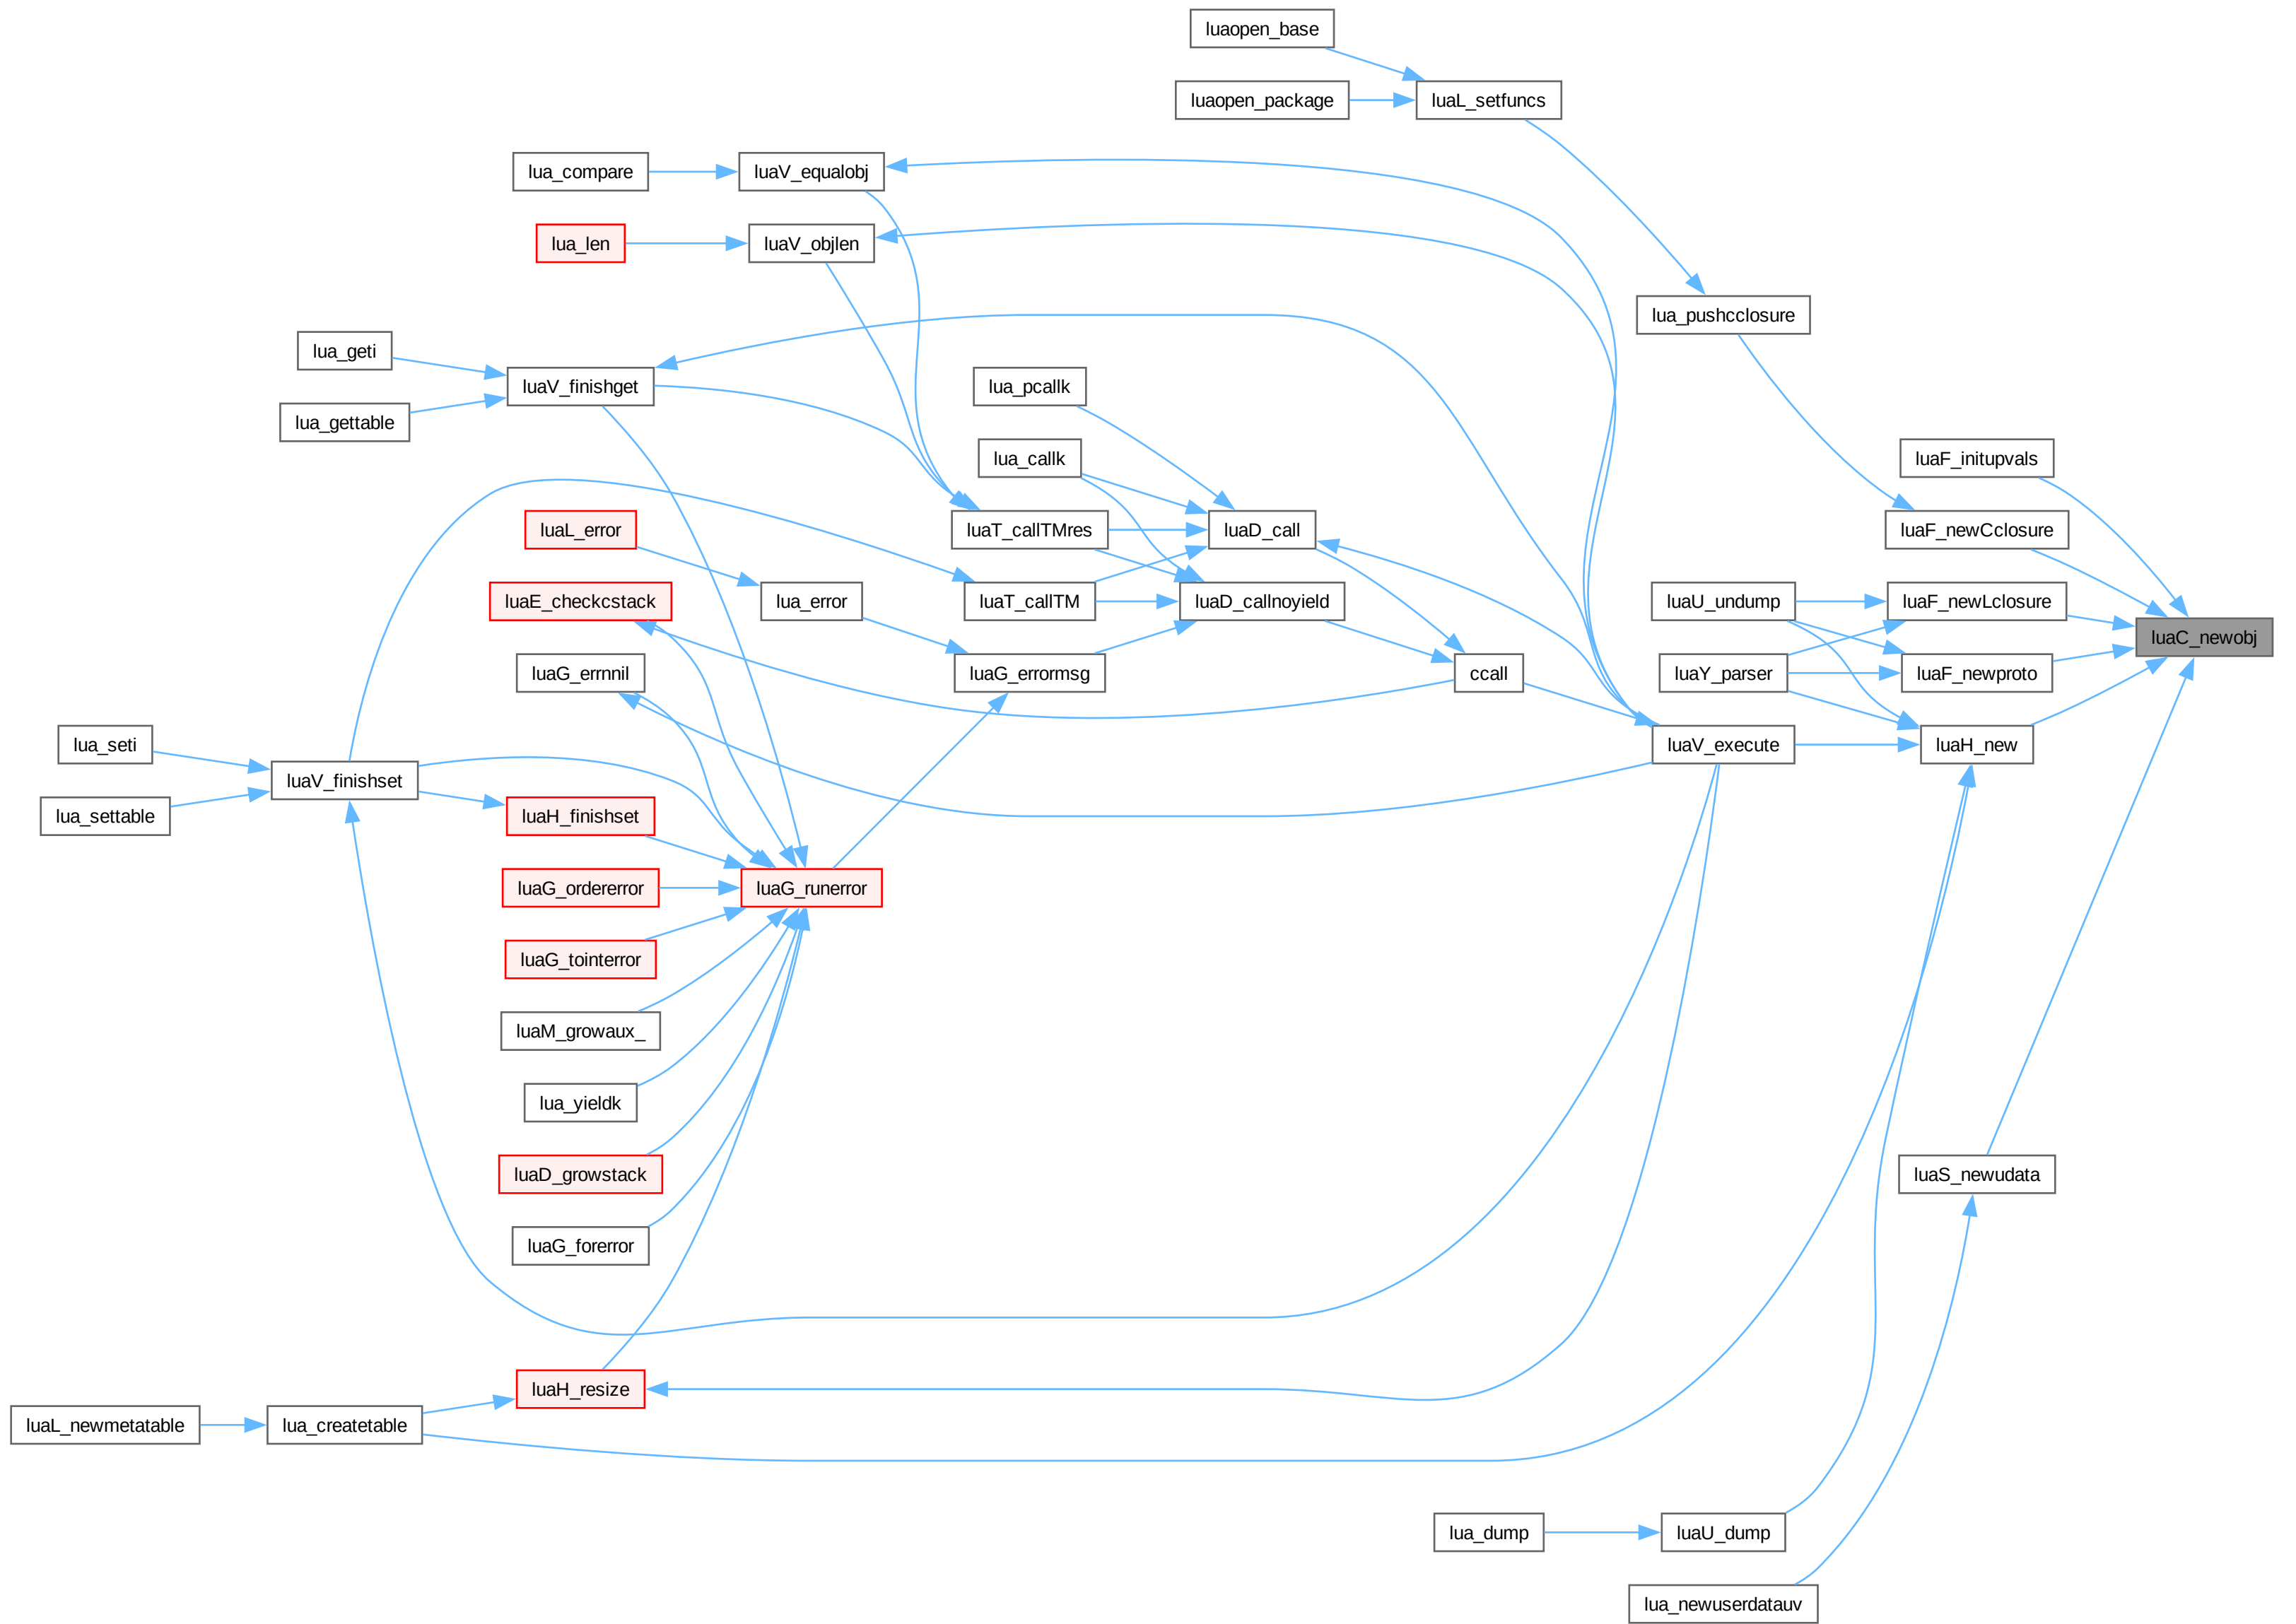 luaopen_base
luaopen_package
luaL_setfuncs
lua_compare
luaV_equalobj
lua_len
luaV_objlen
lua_pushcclosure
lua_geti
luaV_finishget
lua_gettable
lua_pcallk
lua_callk
luaF_initupvals
luaL_error
luaT_callTMres
luaD_call
luaF_newCclosure
luaE_checkcstack
lua_error
luaT_callTM
luaD_callnoyield
luaU_undump
luaF_newLclosure
luaC_newobj
luaG_errnnil
luaG_errormsg
ccall
luaY_parser
luaF_newproto
lua_seti
luaV_finishset
luaV_execute
luaH_new
lua_settable
luaH_finishset
luaG_ordererror
luaG_runerror
luaG_tointerror
luaM_growaux_
lua_yieldk
luaD_growstack
luaS_newudata
luaG_forerror
luaH_resize
luaL_newmetatable
lua_createtable
lua_dump
luaU_dump
lua_newuserdatauv